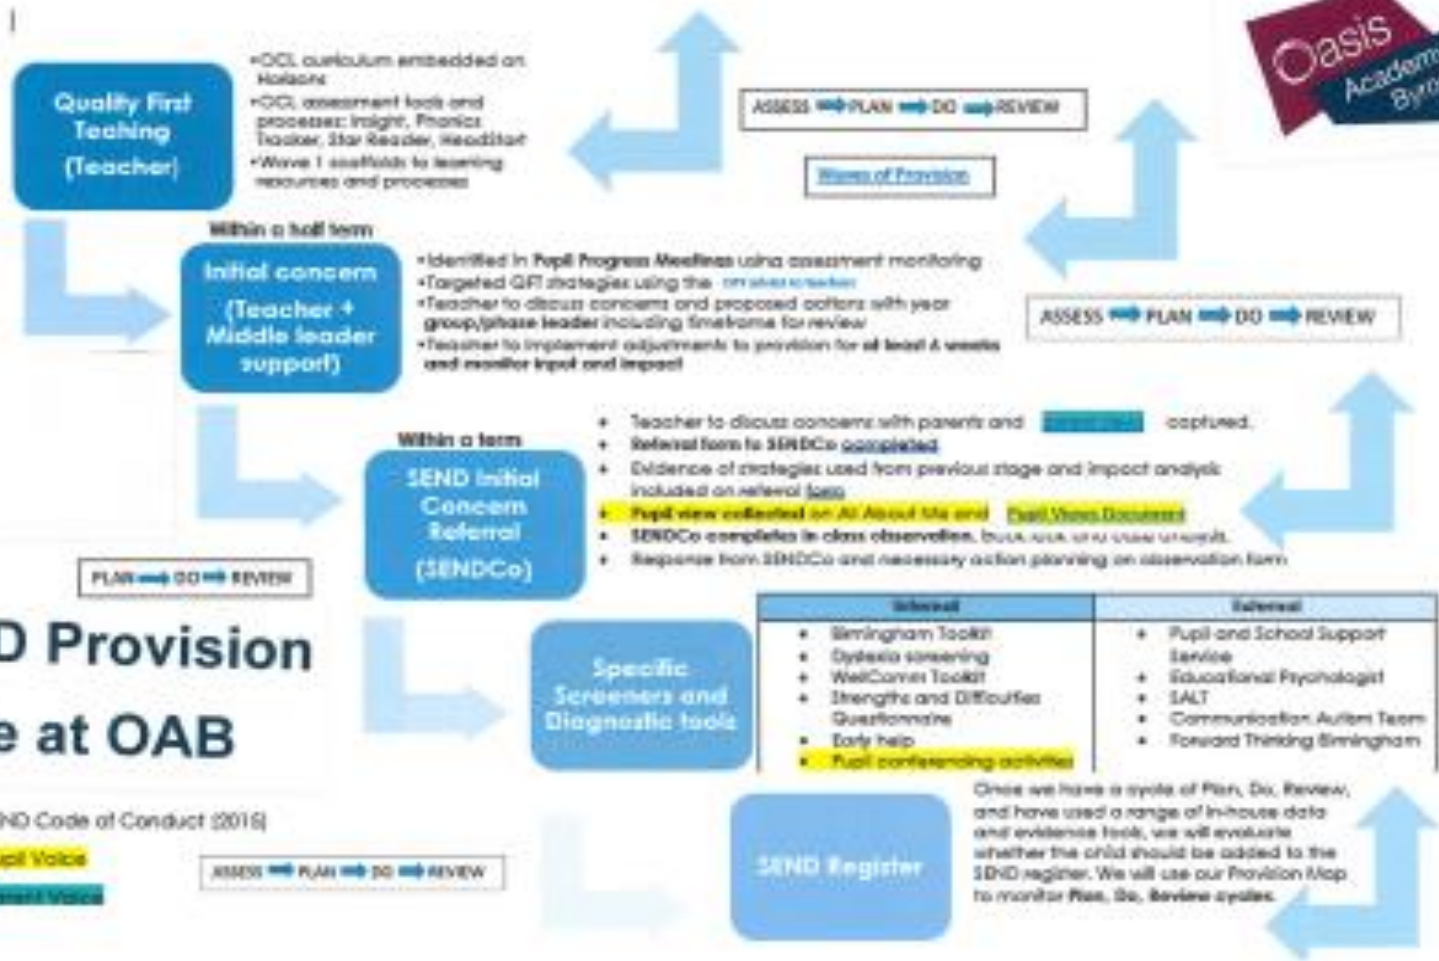 Quality First
Teaching
(Teacher)
•OCL curriculum embedded on
Horizons
•OCL assessment tools and
processes: Insight, Phonics
Tracker, Star Reader, HeadStart
•Wave 1 scaffolds to learning
resources and processes
ASSESS PLAN DO REVIEW
Waves of Provision
Oasis
Academy
Within a half term
Initial concern
(Teacher +
Middle leader
support)
•Identified in Pupil Progress Meetings using assessment monitoring
•Targeted QFT strategies using the
•Teacher to discuss concerns and proposed actions with year
group/phase leader including timeframe for review
•Teacher to implement adjustments to provision for at least 6 weeks
and monitor input and impact
ASSESS PLAN DO REVIEW
Within a term
SEND Initial
Concern
Referral
(SENDCo)
• Teacher to discuss concerns with parents and captured.
• Referral form to SENDCo completed
• Evidence of strategies used from previous stage and impact analysis
included on referral form
• Pupil view collected on All About Me and Pupil Views Document
• SENDCo completes in class observation,
• Response from SENDCo and necessary action planning on observation form
PLAN DO REVIEW
D Provision
e at OAB
Specific
Screeners and
Diagnostic tools
Internal
• Birmingham Toolkit
• Dyslexia screening
• WellComm Toolkit
• Strengths and Difficulties
Questionnaire
• Early help
• Pupil conferencing activities
External
• Pupil and School Support
Service
• Educational Psychologist
• SALT
• Communication Autism Team
• Forward Thinking Birmingham
ND Code of Conduct (2015)
upil Voice
arent Voice
ASSESS PLAN DO REVIEW
SEND Register
Once we have a cycle of Plan, Do, Review,
and have used a range of in-house data
and evidence tools, we will evaluate
whether the child should be added to the
SEND register. We will use our Provision Map
to monitor Plan, Do, Review cycles.